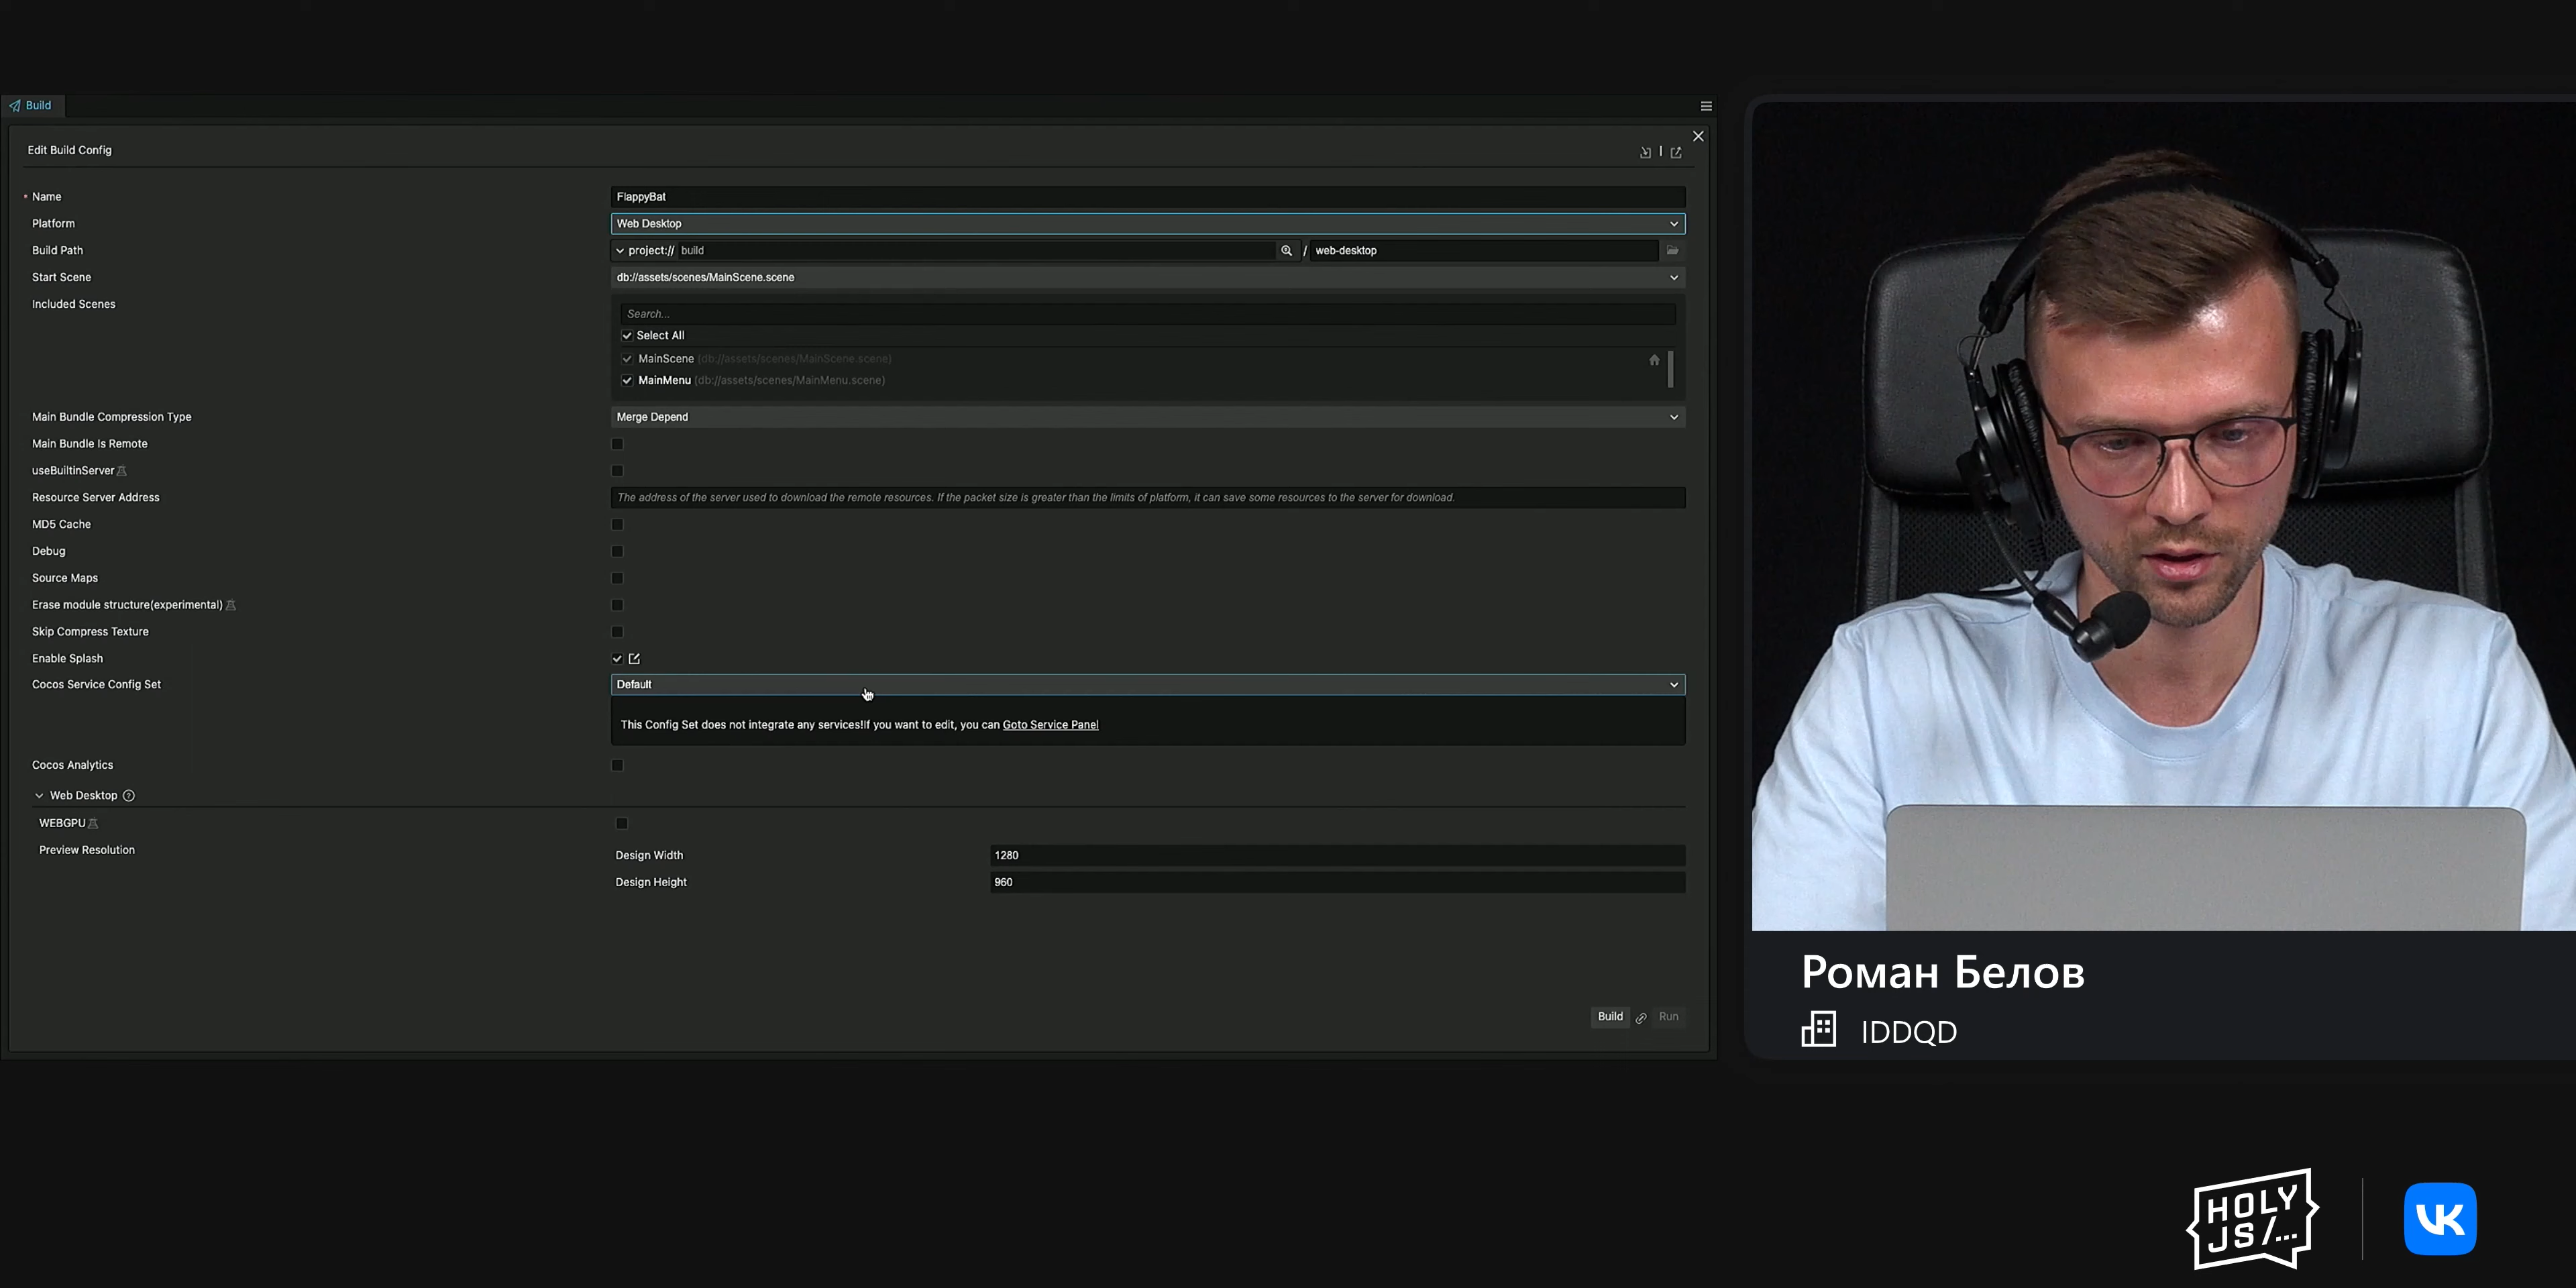 Build
Edit Build Config
* Name
FlappyBat
Platform
Web Desktop
Build Path
project:// build / web-desktop
Start Scene
db://assets/scenes/MainScene.scene
Included Scenes
Search...
Select All
MainScene (db://assets/scenes/MainScene.scene)
MainMenu (db://assets/scenes/MainMenu.scene)
Main Bundle Compression Type
Merge Depend
Main Bundle Is Remote
useBuiltinServer
Resource Server Address
The address of the server used to download the remote resources. If the packet size is greater than the limits of platform, it can save some resources to the server for download.
MD5 Cache
Debug
Source Maps
Erase module structure(experimental)
Skip Compress Texture
Enable Splash
Cocos Service Config Set
Default
This Config Set does not integrate any services!If you want to edit, you can Goto Service Panel
Cocos Analytics
Web Desktop ?
WEBGPU
Preview Resolution
Design Width
1280
Design Height
960
Build
Run
Роман Белов
IDDQD
HOLY
JS/...
VK